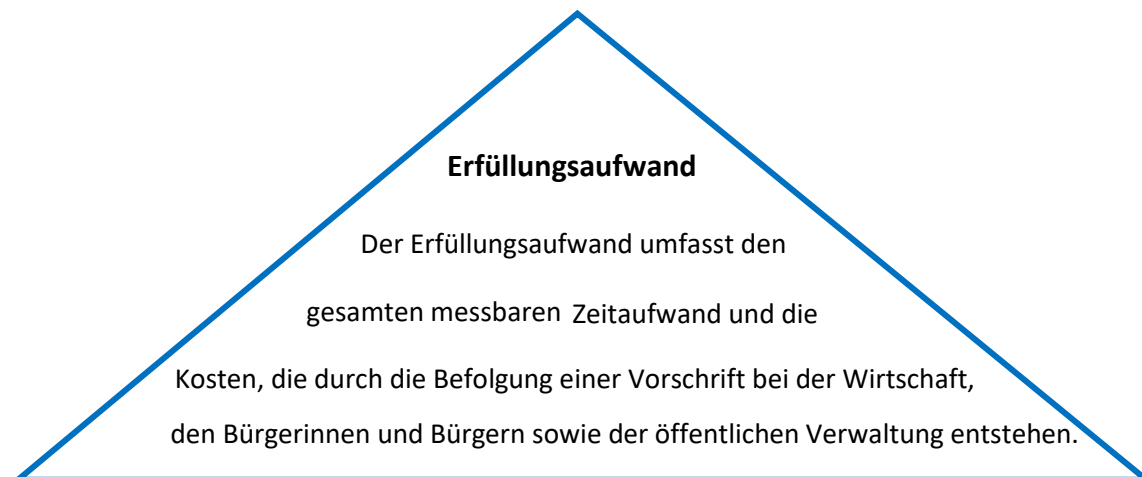 Erfüllungsaufwand
Der Erfüllungsaufwand umfasst den
gesamten messbaren Zeitaufwand und die
Kosten, die durch die Befolgung einer Vorschrift bei der Wirtschaft,
den Bürgerinnen und Bürgern sowie der öffentlichen Verwaltung entstehen.